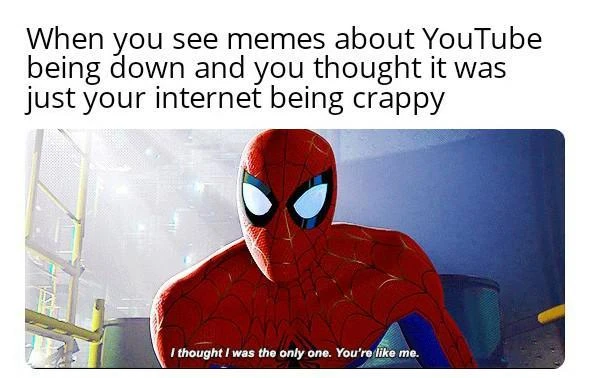 When you see memes about YouTube
being down and you thought it was
just your internet being crappy
I thought I was the only one. You're like me.